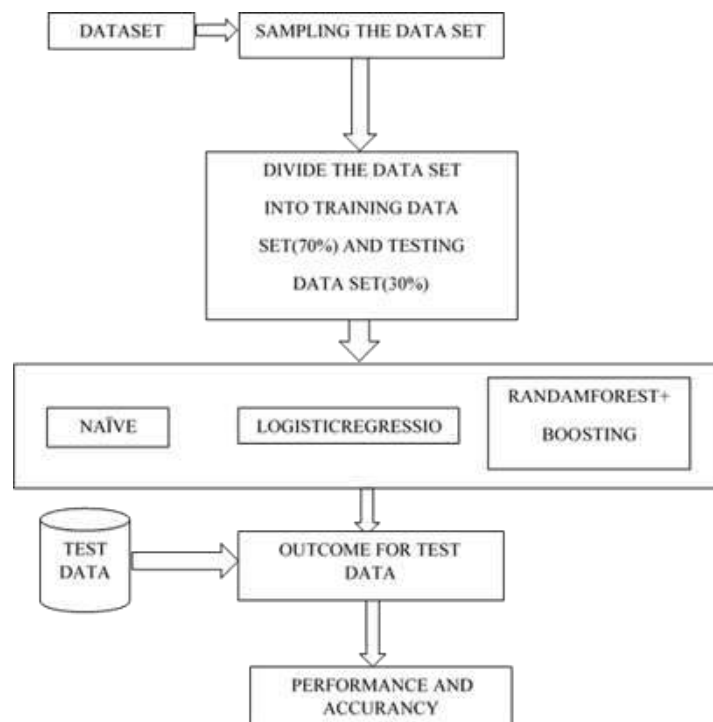 DATASET
SAMPLING THE DATA SET
DIVIDE THE DATA SET
INTO TRAINING DATA
SET(70%) AND TESTING
DATA SET(30%)
NAÏVE
LOGISTICREGRESSIO
RANDAMFOREST+
BOOSTING
TEST
DATA
OUTCOME FOR TEST
DATA
PERFORMANCE AND
ACCURANCY